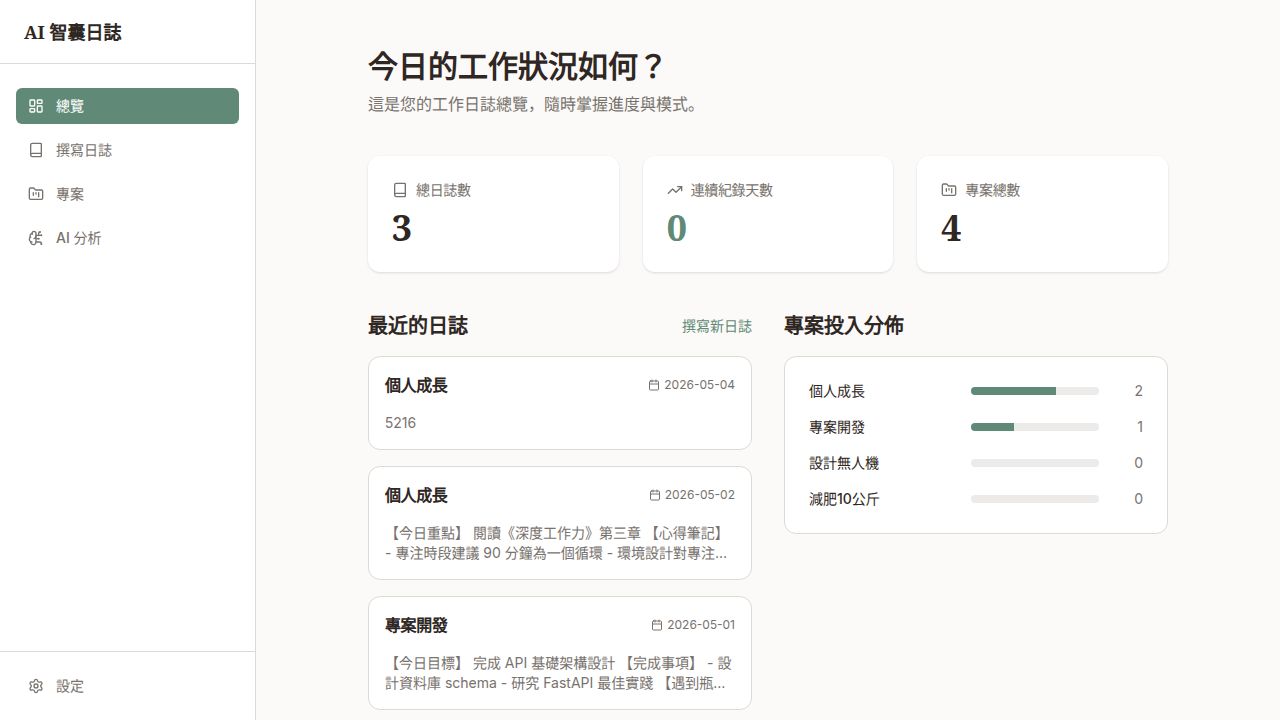 AI 智囊日誌
總覽
撰寫日誌
專案
AI 分析
設定
今日的工作狀況如何？
這是您的工作日誌總覽，隨時掌握進度與模式。
總日誌數
3
連續紀錄天數
0
專案總數
4
最近的日誌
撰寫新日誌
個人成長
2026-05-04
5216
個人成長
2026-05-02
【今日重點】 閱讀《深度工作力》第三章 【心得筆記】
- 專注時段建議 90 分鐘為一個循環 - 環境設計對專注…
專案開發
2026-05-01
【今日目標】 完成 API 基礎架構設計 【完成事項】 - 設
計資料庫 schema - 研究 FastAPI 最佳實踐 【遇到瓶…
專案投入分佈
個人成長
2
專案開發
1
設計無人機
0
減肥10公斤
0